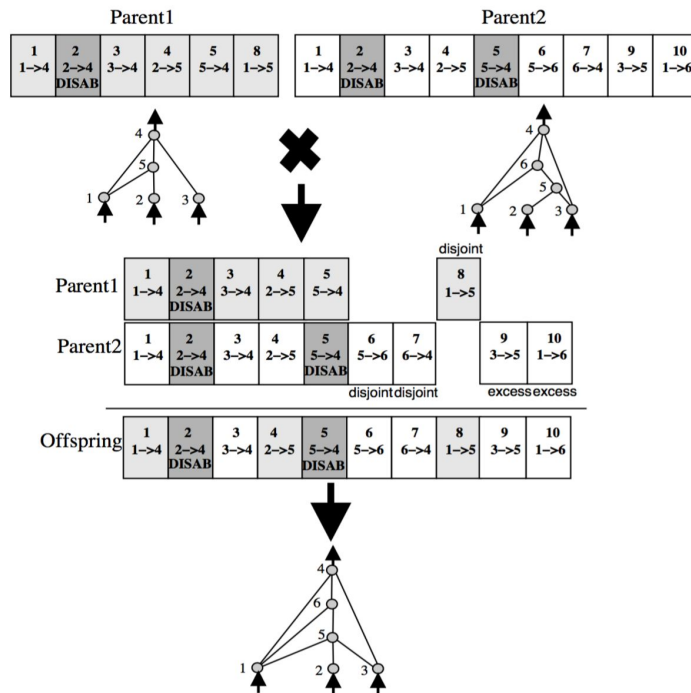 Parent1 Parent2
1 2 3 4 5 8 1 2 3 4 5 6 7 9 10
1->4 2->4 3->4 2->5 5->4 1->5 1->4 2->4 3->4 2->5 5->4 5->6 6->4 3->5 1->6
DISAB DISAB DISAB
4 4
5 6
5
1 2 3 1 2 3
disjoint
Parent1 1 2 3 4 5 8
1->4 2->4 3->4 2->5 5->4 1->5
DISAB
Parent2 1 2 3 4 5 6 7 9 10
1->4 2->4 3->4 2->5 5->4 5->6 6->4 3->5 1->6
DISAB DISAB
disjoint disjoint excess excess
Offspring 1 2 3 4 5 6 7 8 9 10
1->4 2->4 3->4 2->5 5->4 5->6 6->4 1->5 3->5 1->6
DISAB DISAB
4
6
5
1 2 3